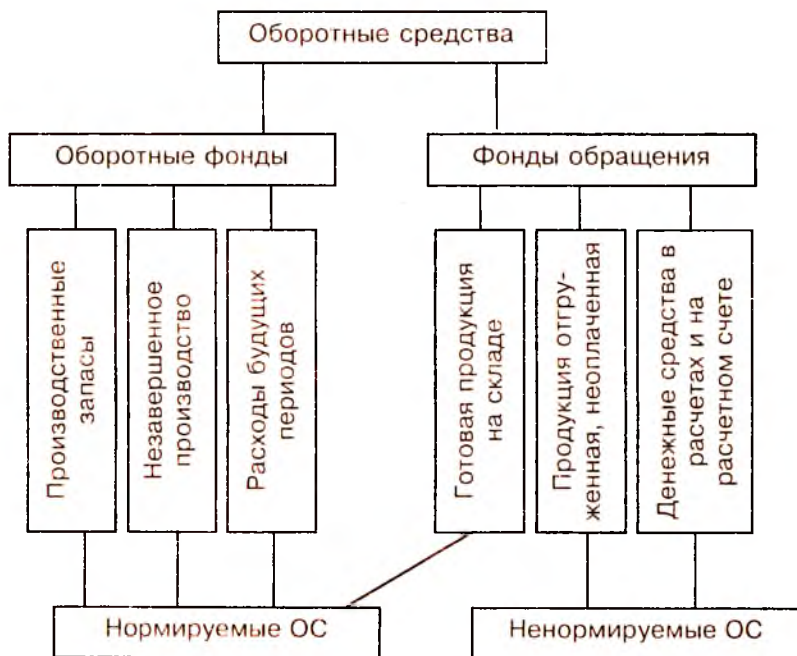 Оборотные средства
Оборотные фонды
Фонды обращения
Производственные
запасы
Незавершенное
производство
Расходы будущих
периодов
Готовая продукция
на складе
Продукция отгру-
женная, неоплаченная
Денежные средства в
расчетах и на
расчетном счете
Нормируемые ОС
Ненормируемые ОС